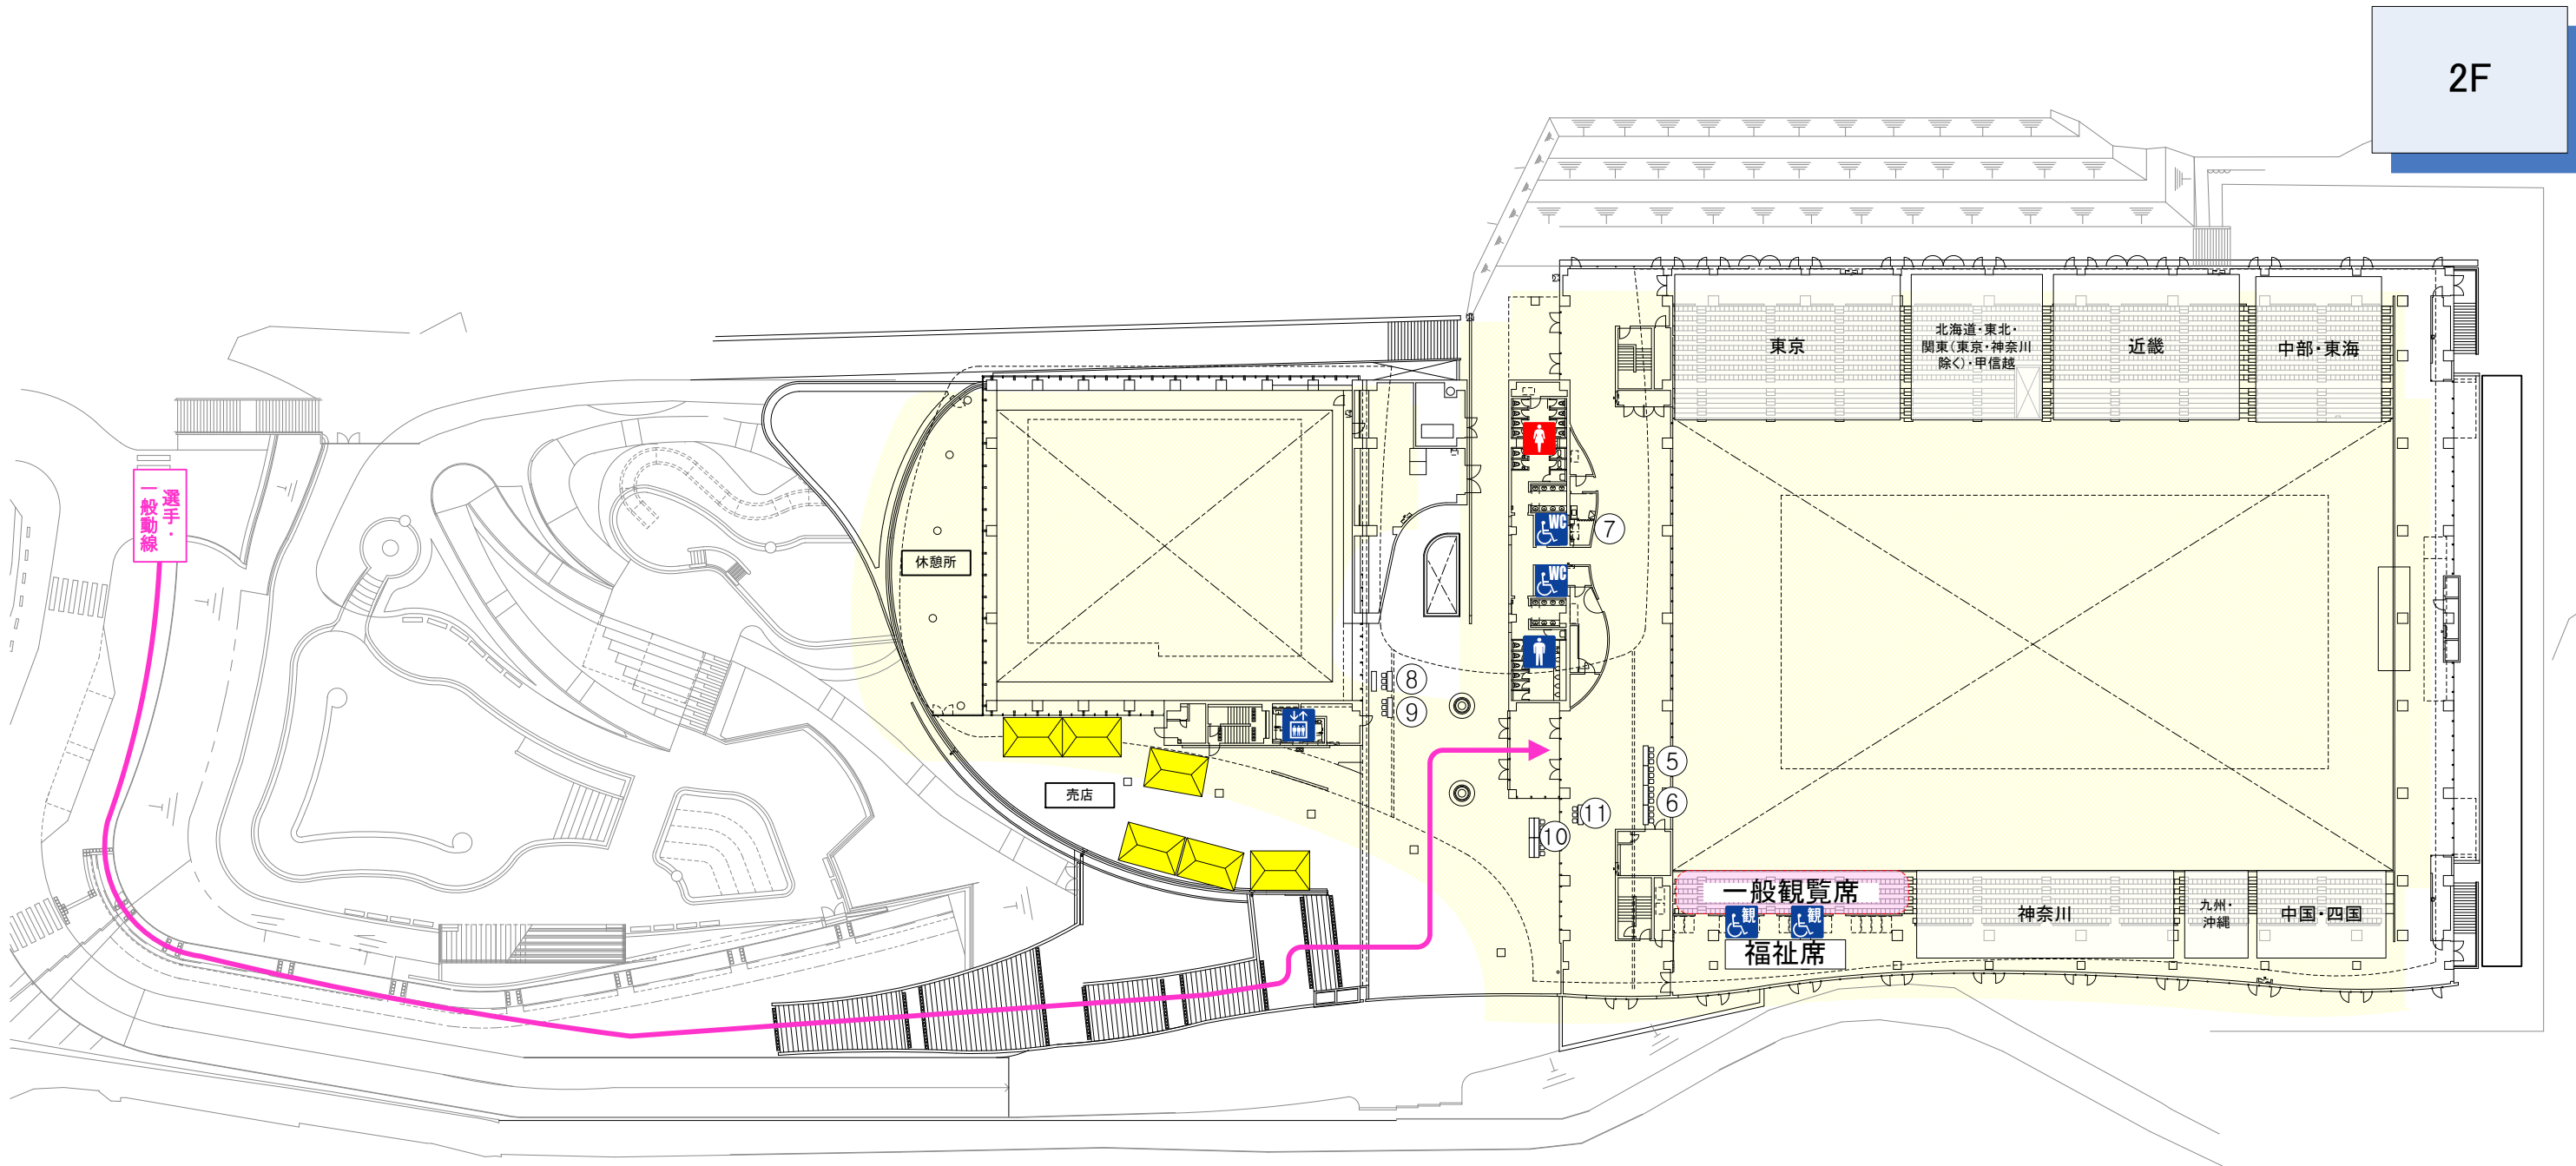 2F
東京
北海道・東北・
関東(東京・神奈川
除く)・甲信越
近畿
中部・東海
選手・
一般動線
休憩所
WC
⑦
WC
⑧
⑨
売店
⑤
⑥
⑪
⑩
一般観覧席
観
観
福祉席
神奈川
九州・
沖縄
中国・四国